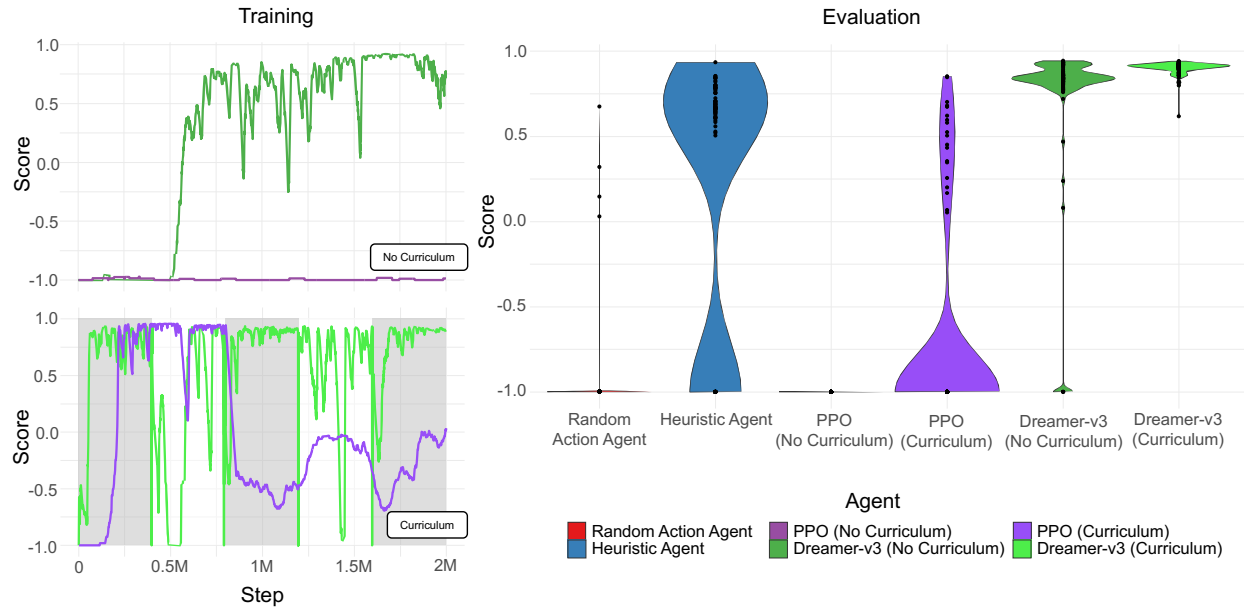 Training
Score
1.0
0.5
0.0
-0.5
-1.0
No Curriculum
Score
1.0
0.5
0.0
-0.5
-1.0
Curriculum
0 0.5M 1M 1.5M 2M
Step
Evaluation
Score
1.0
0.5
0.0
-0.5
-1.0
Random
Action Agent
Heuristic Agent
PPO
(No Curriculum)
PPO
(Curriculum)
Dreamer-v3
(No Curriculum)
Dreamer-v3
(Curriculum)
Agent
Random Action Agent PPO (No Curriculum) PPO (Curriculum)
Heuristic Agent Dreamer-v3 (No Curriculum) Dreamer-v3 (Curriculum)